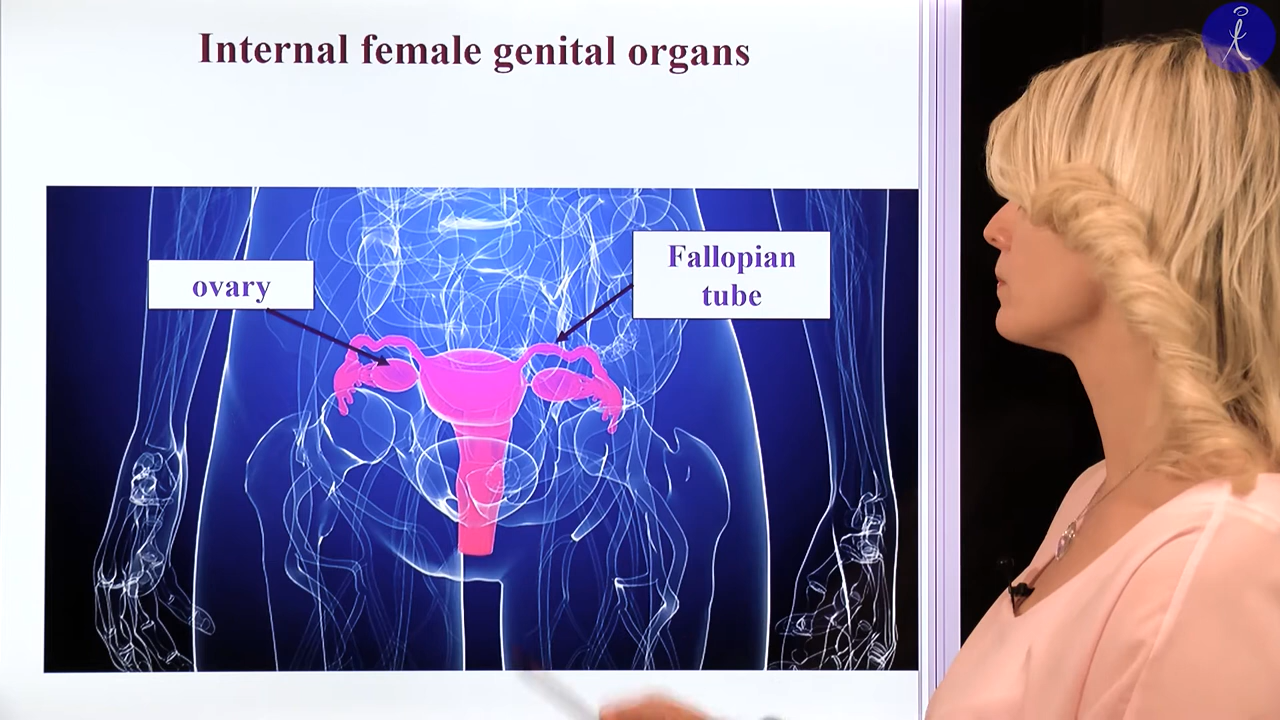 Internal female genital organs
ovary
Fallopian
tube